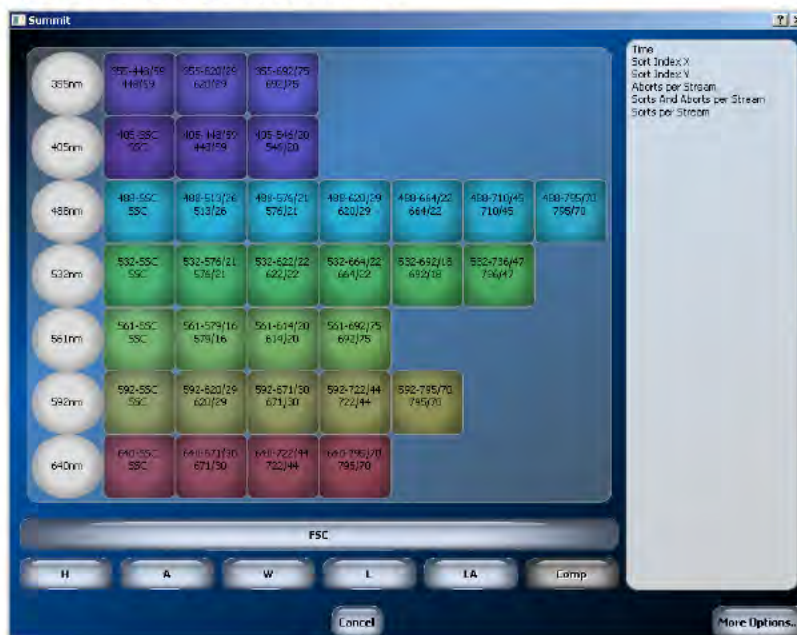 Summit
355nm
355-448/59
448/59
355-620/29
620/29
355-692/75
692/75
405nm
405-SSC
SSC
405-448/59
448/59
405-546/20
546/20
488nm
488-SSC
SSC
488-513/26
513/26
488-576/21
576/21
488-620/29
620/29
488-664/22
664/22
488-710/45
710/45
488-795/70
795/70
532nm
532-SSC
SSC
532-576/21
576/21
532-622/22
622/22
532-664/22
664/22
532-692/18
692/18
532-736/47
736/47
561nm
561-SSC
SSC
561-579/16
579/16
561-614/20
614/20
561-692/75
692/75
592nm
592-SSC
SSC
592-620/29
620/29
592-671/30
671/30
592-722/44
722/44
592-795/70
795/70
640nm
640-SSC
SSC
640-671/30
671/30
640-722/44
722/44
640-795/70
795/70
FSC
H
A
W
L
LA
Comp
Cancel
More Options...
Time
Sort Index X
Sort Index Y
Aborts per Stream
Sorts And Aborts per Stream
Sorts per Stream